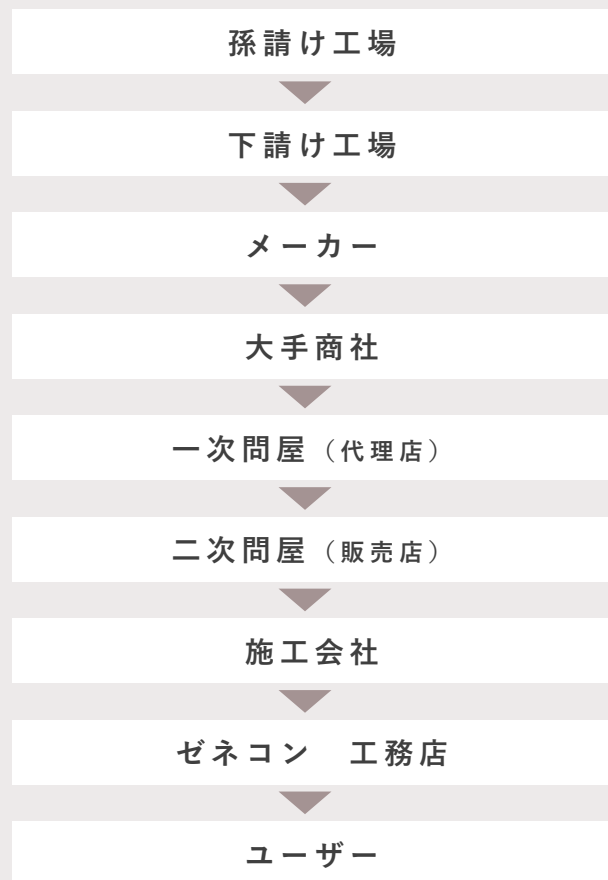 孫請け工場
下請け工場
メーカー
大手商社
一次問屋（代理店）
二次問屋（販売店）
施工会社
ゼネコン　工務店
ユーザー